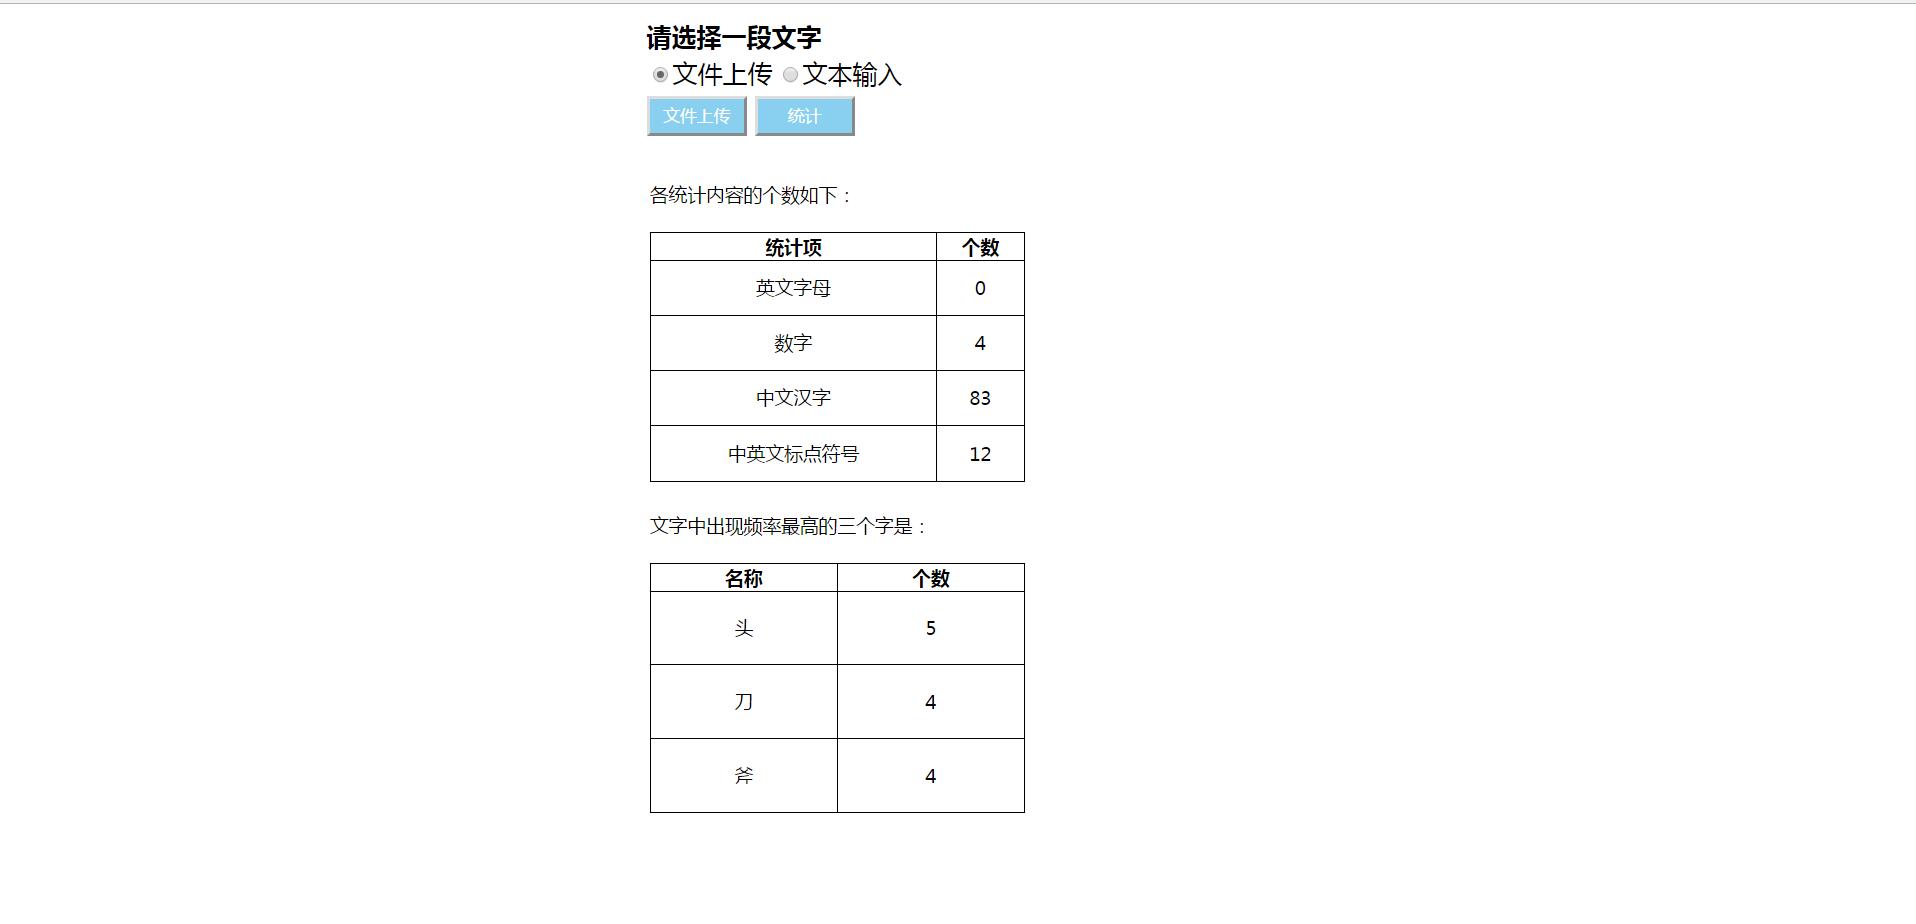 请选择一段文字
文件上传 文本输入
文件上传 统计
各统计内容的个数如下：
统计项 个数
英文字母 0
数字 4
中文汉字 83
中英文标点符号 12
文字中出现频率最高的三个字是：
名称 个数
头 5
刀 4
斧 4